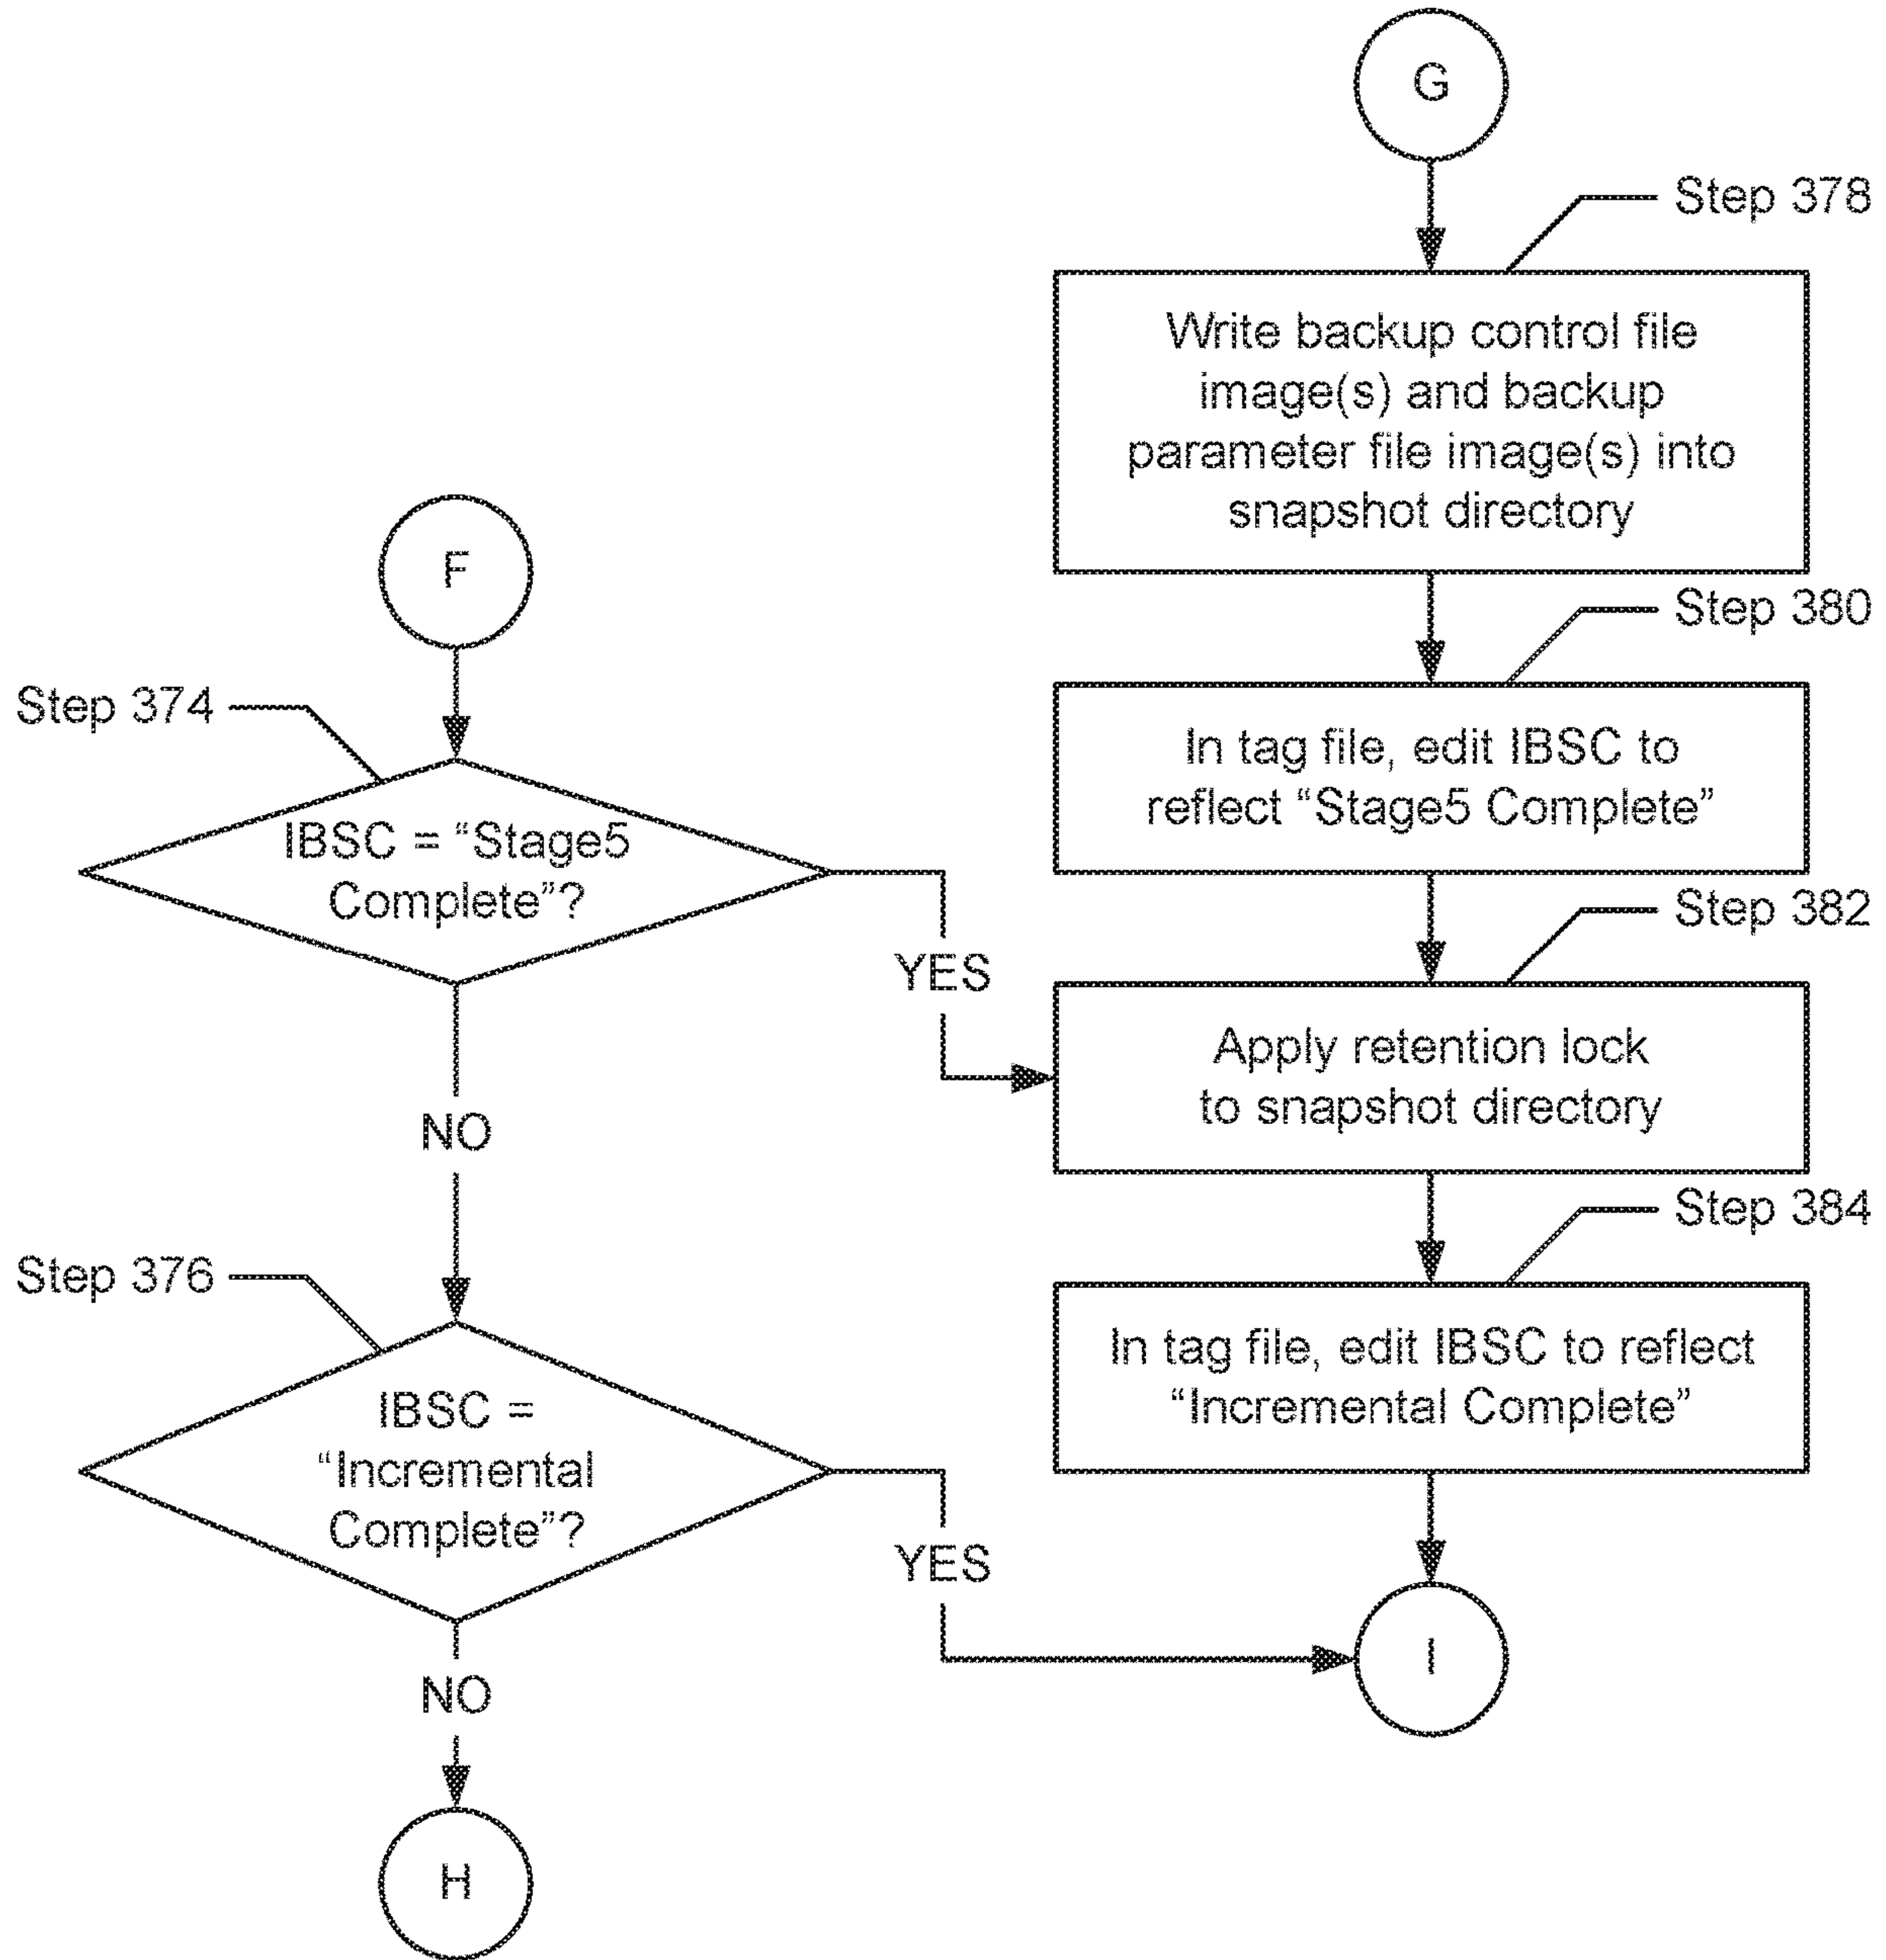 G
Step 378
Write backup control file
image(s) and backup
parameter file image(s) into
snapshot directory
F
Step 380
Step 374
In tag file, edit IBSC to
reflect “Stage5 Complete”
IBSC = “Stage5
Complete”?
Step 382
YES
Apply retention lock
to snapshot directory
NO
Step 384
Step 376
In tag file, edit IBSC to reflect
“Incremental Complete”
IBSC =
“Incremental
Complete”?
YES
I
NO
H